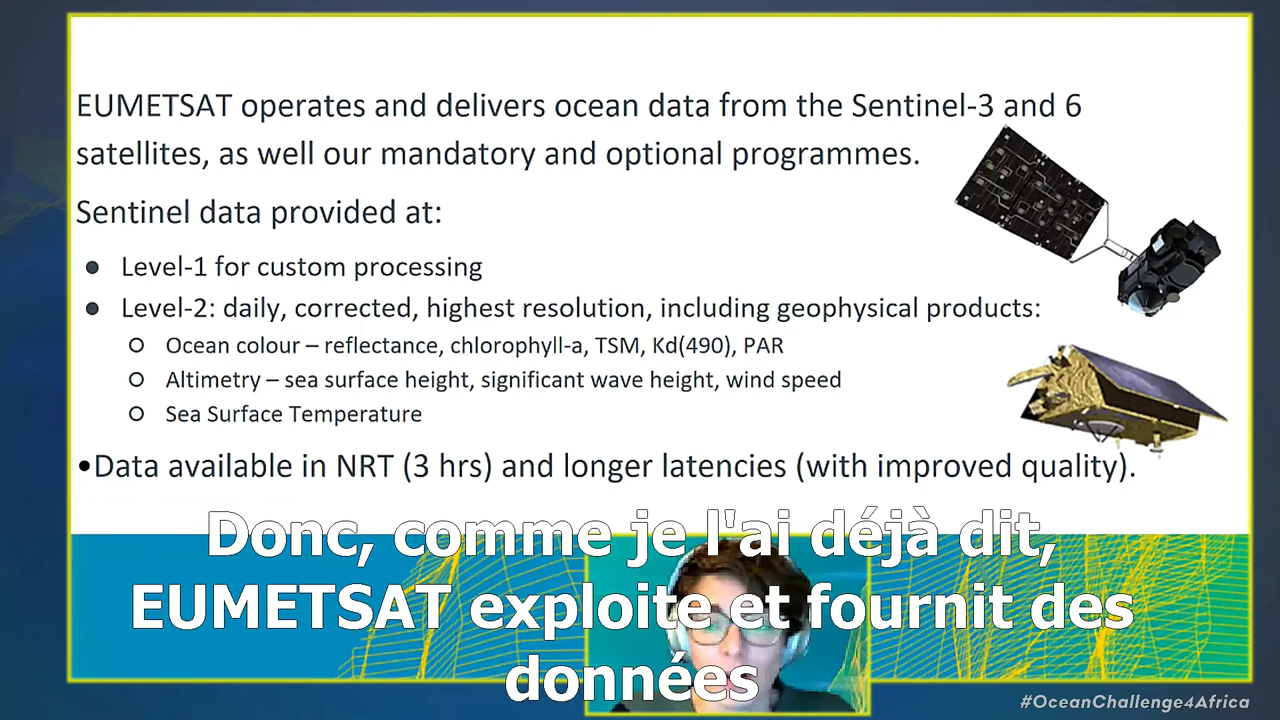 EUMETSAT operates and delivers ocean data from the Sentinel-3 and 6
satellites, as well our mandatory and optional programmes.
Sentinel data provided at:
● Level-1 for custom processing
● Level-2: daily, corrected, highest resolution, including geophysical products:
○ Ocean colour – reflectance, chlorophyll-a, TSM, Kd(490), PAR
○ Altimetry – sea surface height, significant wave height, wind speed
○ Sea Surface Temperature
•Data available in NRT (3 hrs) and longer latencies (with improved quality).
Donc, comme je l'ai déjà dit,
EUMETSAT exploite et fournit des
données
#OceanChallenge4Africa